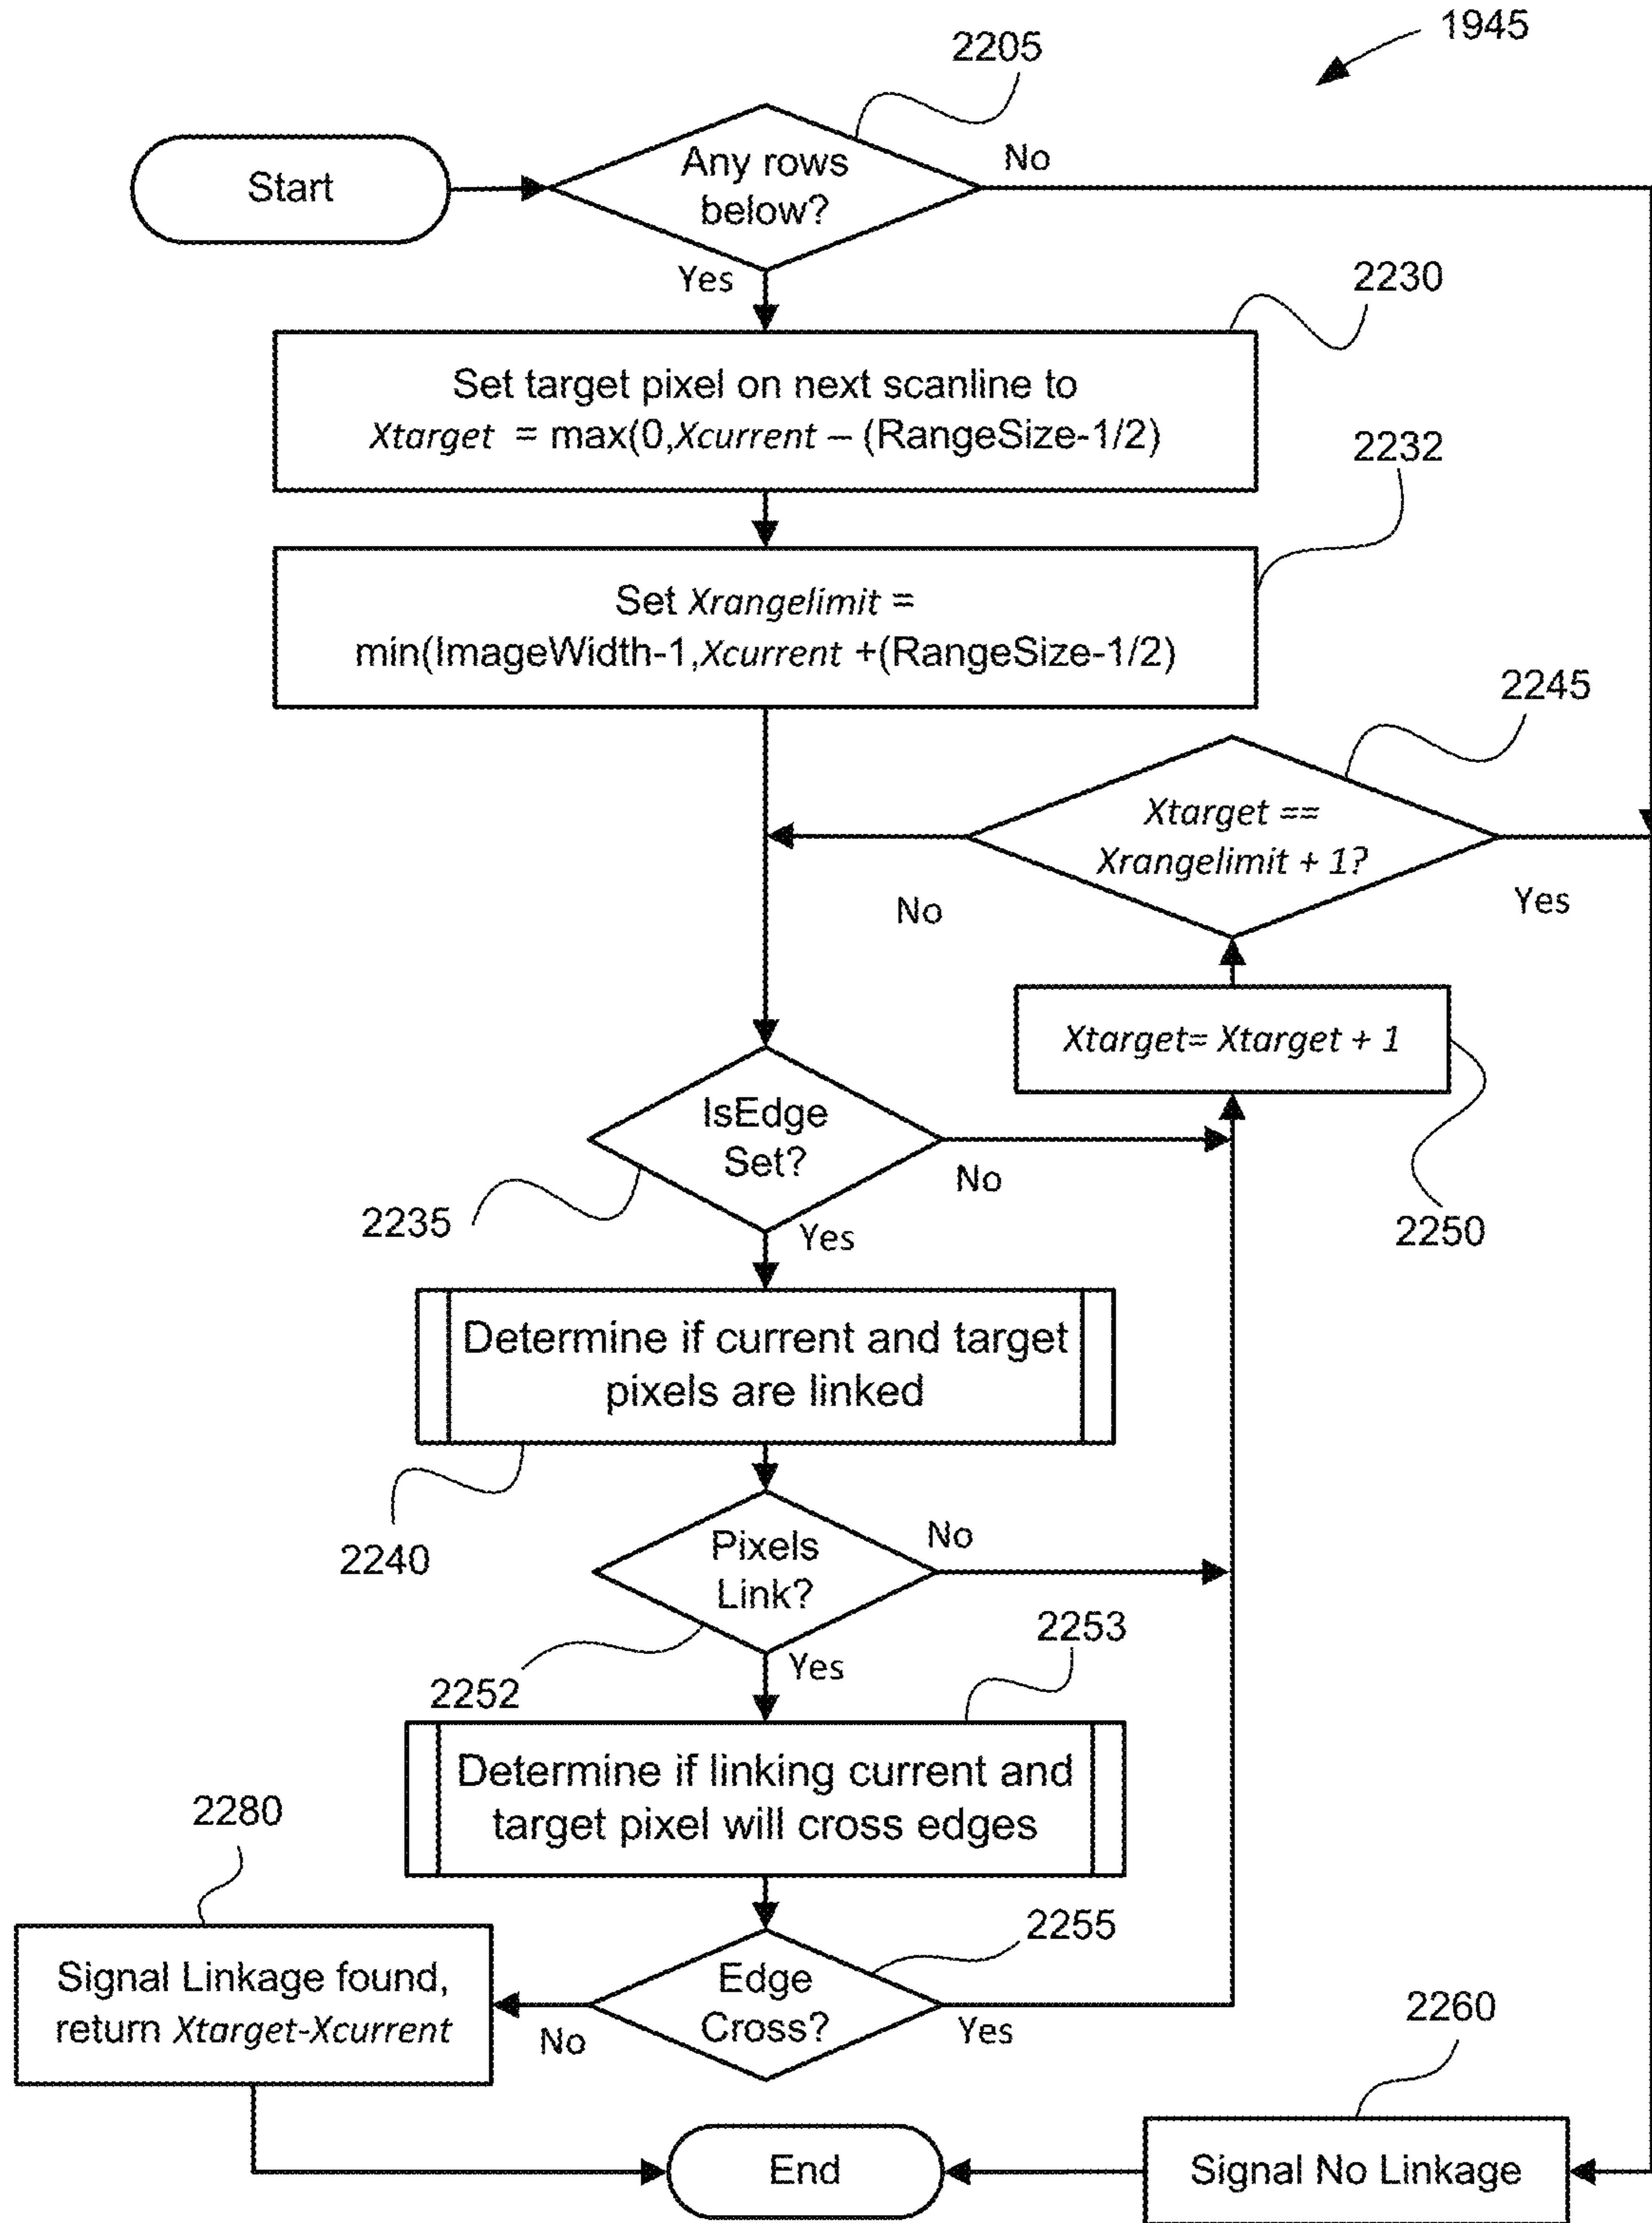 1945
2205
Start
Any rows
below?
No
Yes
2230
Set target pixel on next scanline to
Xtarget = max(0,Xcurrent – (RangeSize-1/2)
2232
Set Xrangelimit =
min(ImageWidth-1,Xcurrent +(RangeSize-1/2)
2245
Xtarget ==
Xrangelimit + 1?
No
Yes
Xtarget= Xtarget + 1
2250
IsEdge
Set?
No
2235
Yes
Determine if current and target
pixels are linked
2240
Pixels
Link?
No
2252
Yes
2253
Determine if linking current and
target pixel will cross edges
2280
Signal Linkage found,
return Xtarget-Xcurrent
Edge
Cross?
2255
No
Yes
2260
End
Signal No Linkage